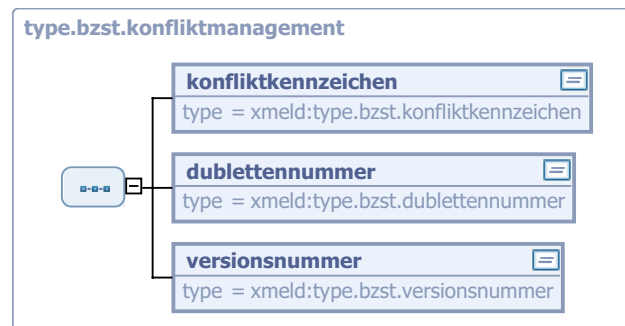 type.bzst.konfliktmanagement
konfliktkennzeichen
type = xmeld:type.bzst.konfliktkennzeichen
dublettennummer
type = xmeld:type.bzst.dublettennummer
versionsnummer
type = xmeld:type.bzst.versionsnummer